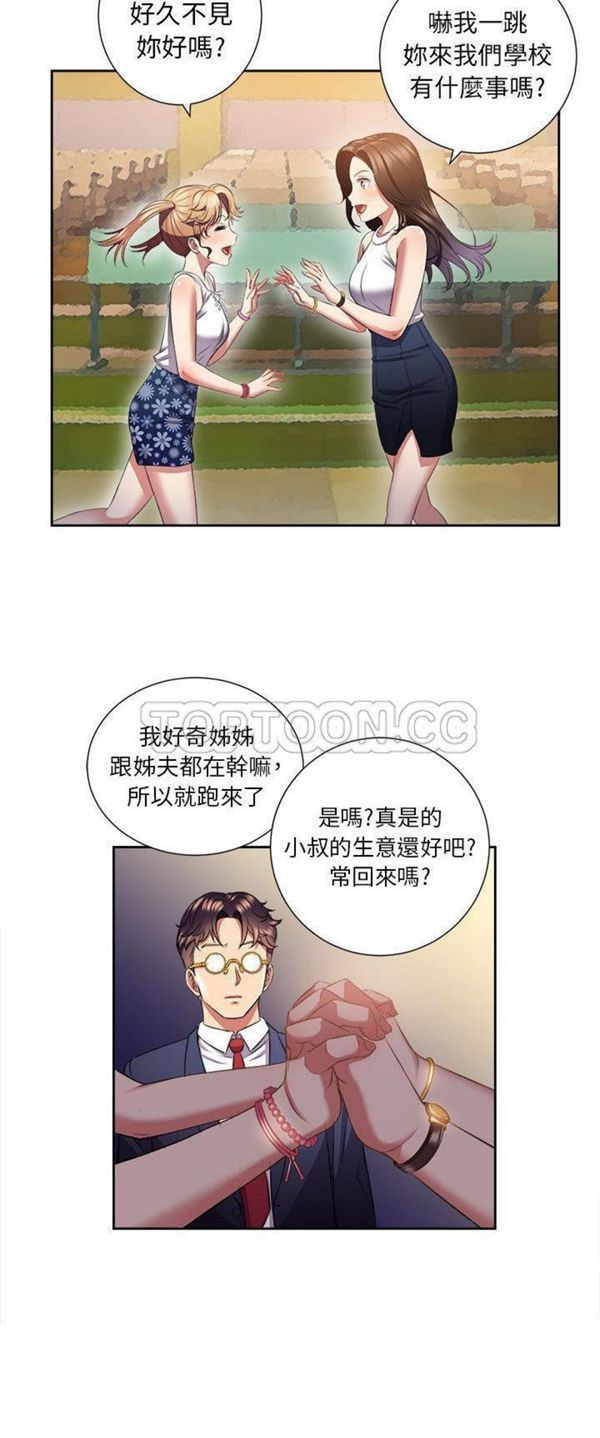 好久不見
妳好嗎?
嚇我一跳
妳來我們學校
有什麼事嗎?
TOPTOON.CC
我好奇姊姊
跟姊夫都在幹嘛,
所以就跑來了
是嗎?真是的
小叔的生意還好吧?
常回來嗎?